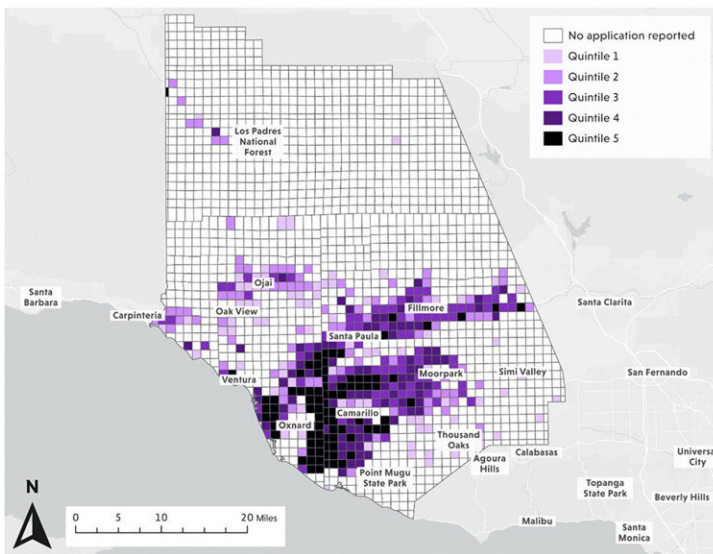 No application reported
Quintile 1
Quintile 2
Quintile 3
Quintile 4
Quintile 5
Los Padres
National
Forest
Ojai
Santa
Barbara
Carpinteria
Oak View
Fillmore
Santa Clarita
Santa Paula
Ventura
Moorpark
Simi Valley
San Fernando
Oxnard
Camarillo
Thousand
Oaks
Calabasas
Agoura
Hills
Univers
City
Point Mugu
State Park
Topanga
State Park
Beverly Hills
Malibu
Santa
Monica
N
0 5 10 20 Miles